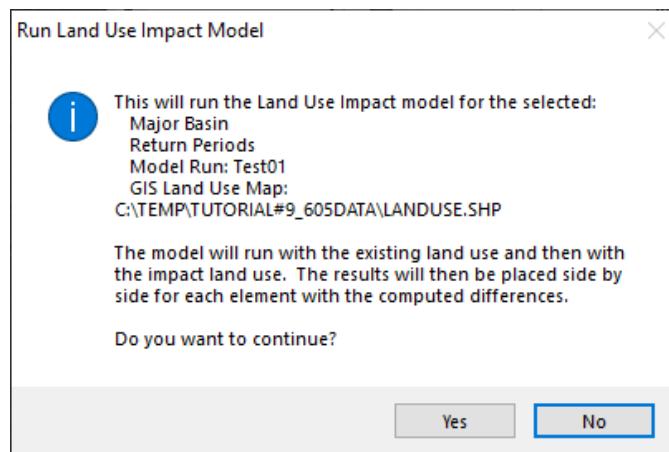 Run Land Use Impact Model
This will run the Land Use Impact model for the selected:
Major Basin
Return Periods
Model Run: Test01
GIS Land Use Map:
C:\TEMP\TUTORIAL#9_605DATA\LANDUSE.SHP
The model will run with the existing land use and then with
the impact land use.  The results will then be placed side by
side for each element with the computed differences.
Do you want to continue?
Yes
No